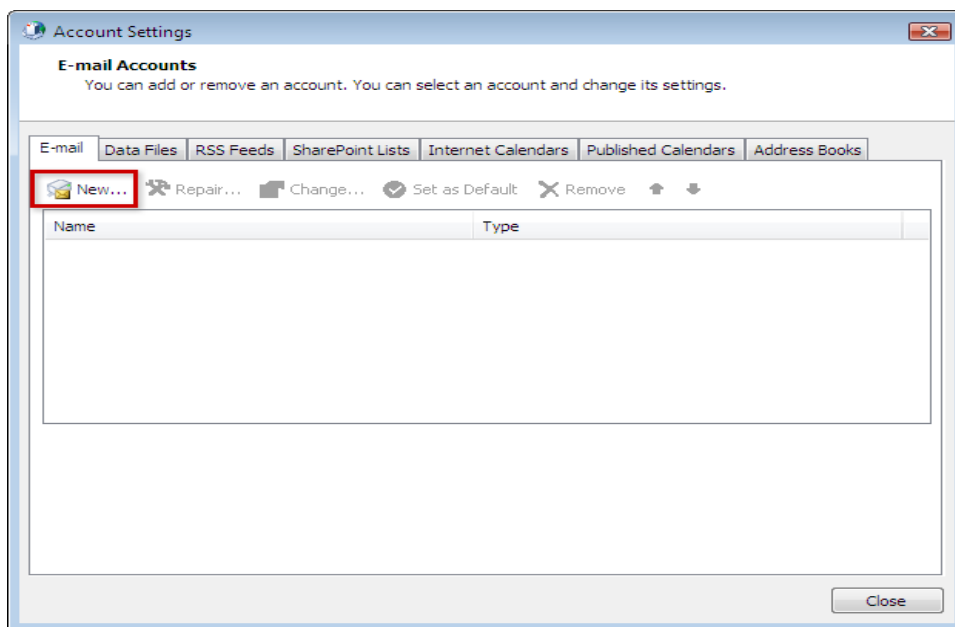 Account Settings
E-mail Accounts
You can add or remove an account. You can select an account and change its settings.
E-mail Data Files RSS Feeds SharePoint Lists Internet Calendars Published Calendars Address Books
New... Repair... Change... Set as Default Remove
Name Type
Close